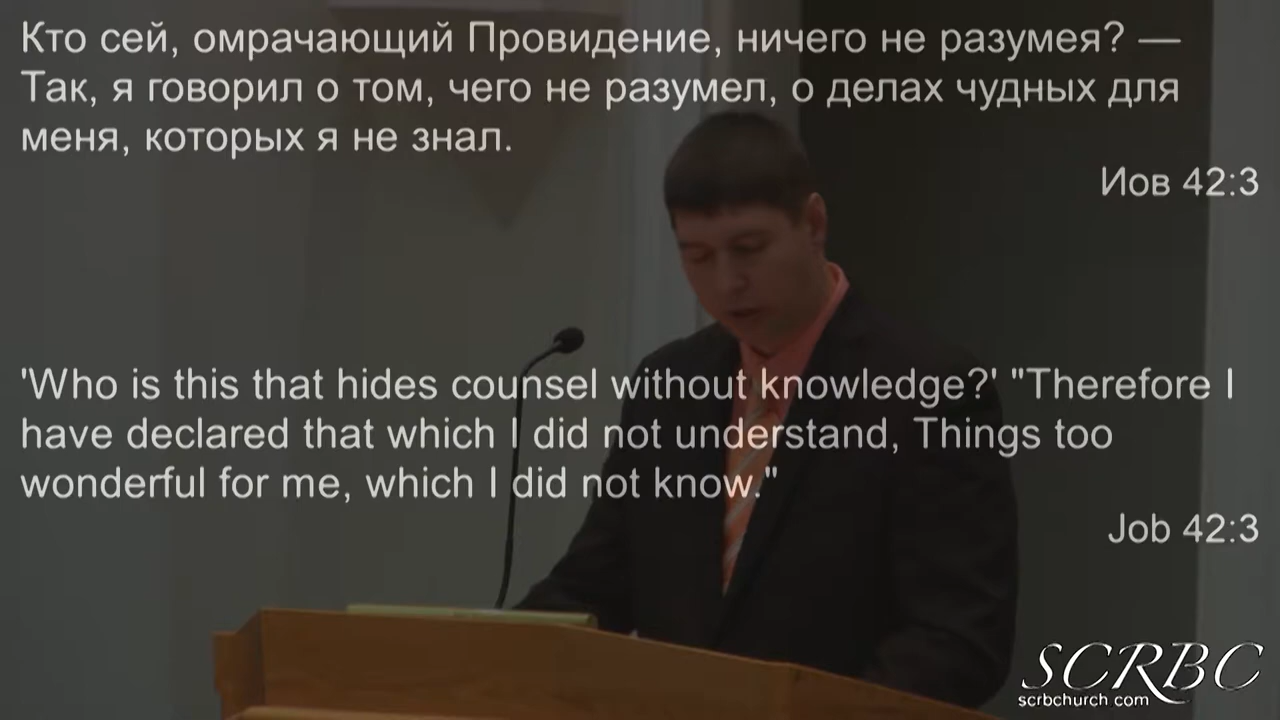 Кто сей, омрачающий Провидение, ничего не разумея? —
Так, я говорил о том, чего не разумел, о делах чудных для
меня, которых я не знал.
Иов 42:3
'Who is this that hides counsel without knowledge?' "Therefore I
have declared that which I did not understand, Things too
wonderful for me, which I did not know."
Job 42:3
SCRBC
scrbchurch.com